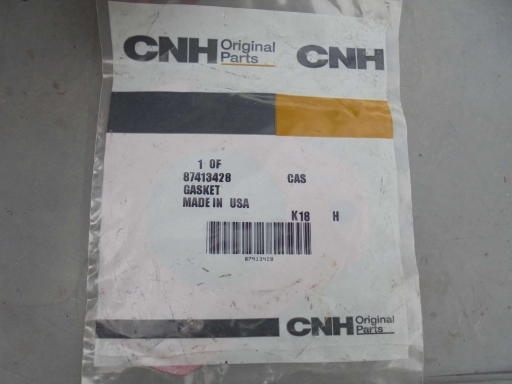 CNH Original Parts CNH
1 OF
87413428 CAS
GASKET
MADE IN USA
K18 H
87413428
CNH Original Parts